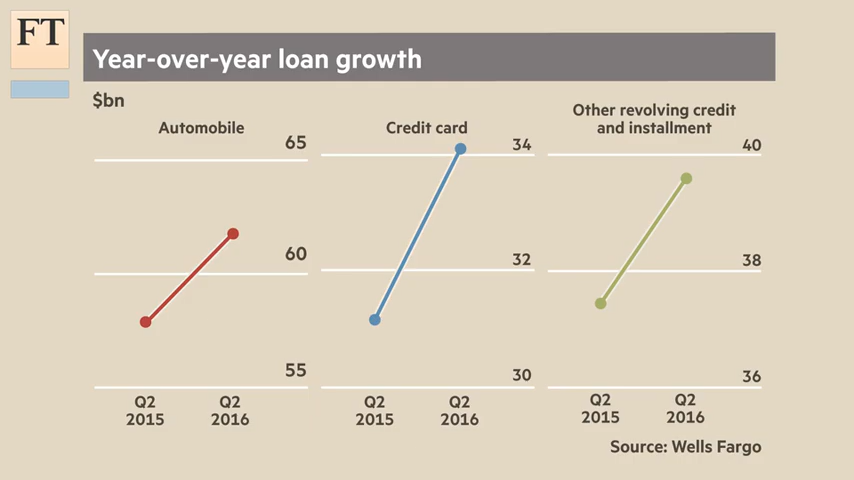 FT
Year-over-year loan growth
$bn
Automobile
65
60
55
Q2 Q2
2015 2016
Credit card
34
32
30
Q2 Q2
2015 2016
Other revolving credit
and installment
40
38
36
Q2 Q2
2015 2016
Source: Wells Fargo